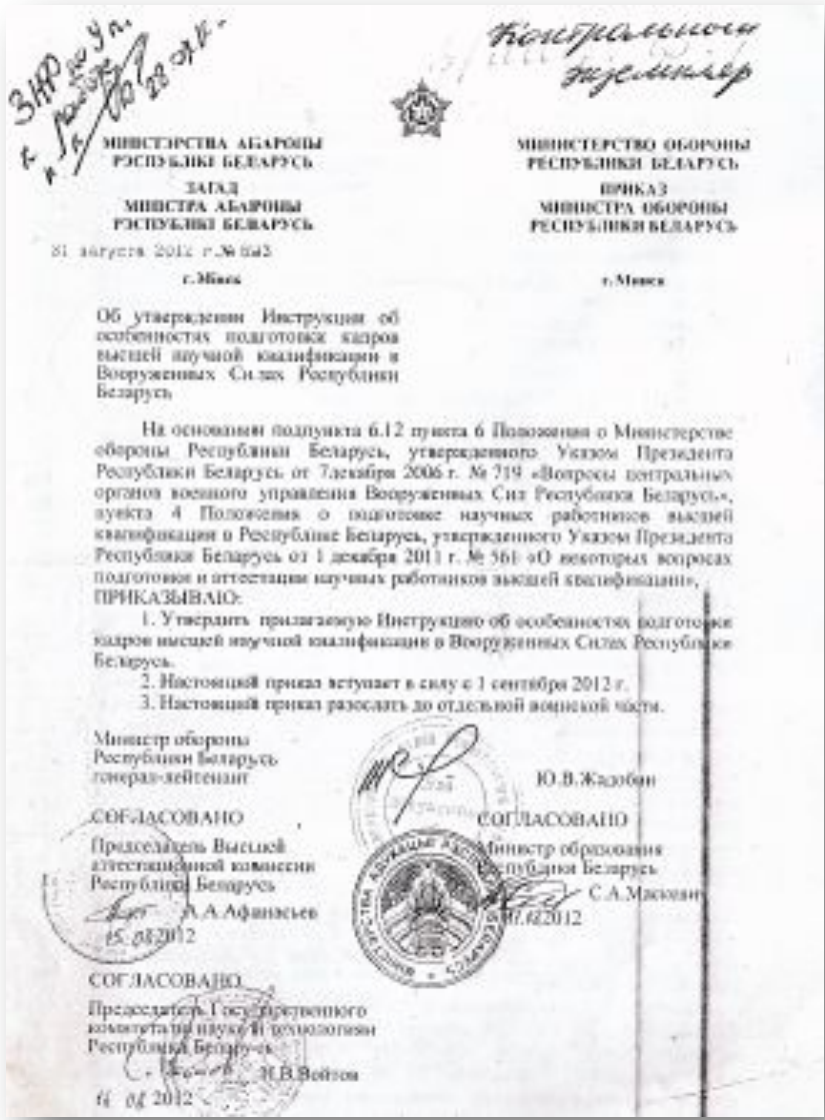 Контрольный
экземпляр
МИНИСТЭРСТВА АБАРОНЫ
РЭСПУБЛІКІ БЕЛАРУСЬ
ЗАГАД
МІНІСТРА АБАРОНЫ
РЭСПУБЛІКІ БЕЛАРУСЬ
31 августа 2012 г. №
г. Мінск
МИНИСТЕРСТВО ОБОРОНЫ
РЕСПУБЛИКИ БЕЛАРУСЬ
ПРИКАЗ
МИНИСТРА ОБОРОНЫ
РЕСПУБЛИКИ БЕЛАРУСЬ
г. Минск
Об утверждении Инструкции об
особенностях подготовки кадров
высшей научной квалификации в
Вооруженных Силах Республики
Беларусь
На основании подпункта 6.12 пункта 6 Положения о Министерстве
обороны Республики Беларусь, утвержденного Указом Президента
Республики Беларусь от 7декабря 2006 г. № 719 «Вопросы центральных
органов военного управления Вооруженных Сил Республики Беларусь»,
пункта 4 Положения о подготовке научных работников высшей
квалификации в Республике Беларусь, утвержденного Указом Президента
Республики Беларусь от 1 декабря 2011 г. № 561 «О некоторых вопросах
подготовки и аттестации научных работников высшей квалификации»,
ПРИКАЗЫВАЮ:
1. Утвердить прилагаемую Инструкцию об особенностях подготовки
кадров высшей научной квалификации в Вооруженных Силах Республики
Беларусь.
2. Настоящий приказ вступает в силу с 1 сентября 2012 г.
3. Настоящий приказ разослать до отдельной воинской части.
Министр обороны
Республики Беларусь
генерал-лейтенант
Ю.В.Жадобин
СОГЛАСОВАНО
Председатель Высшей
аттестационной комиссии
Республики Беларусь
А.А.Афанасьев
15.08.2012
СОГЛАСОВАНО
Министр образования
Республики Беларусь
С.А.Маскевич
2012
СОГЛАСОВАНО
Председатель Государственного
комитета по науке и технологиям
Республики Беларусь
И.В.Войтов
08 2012